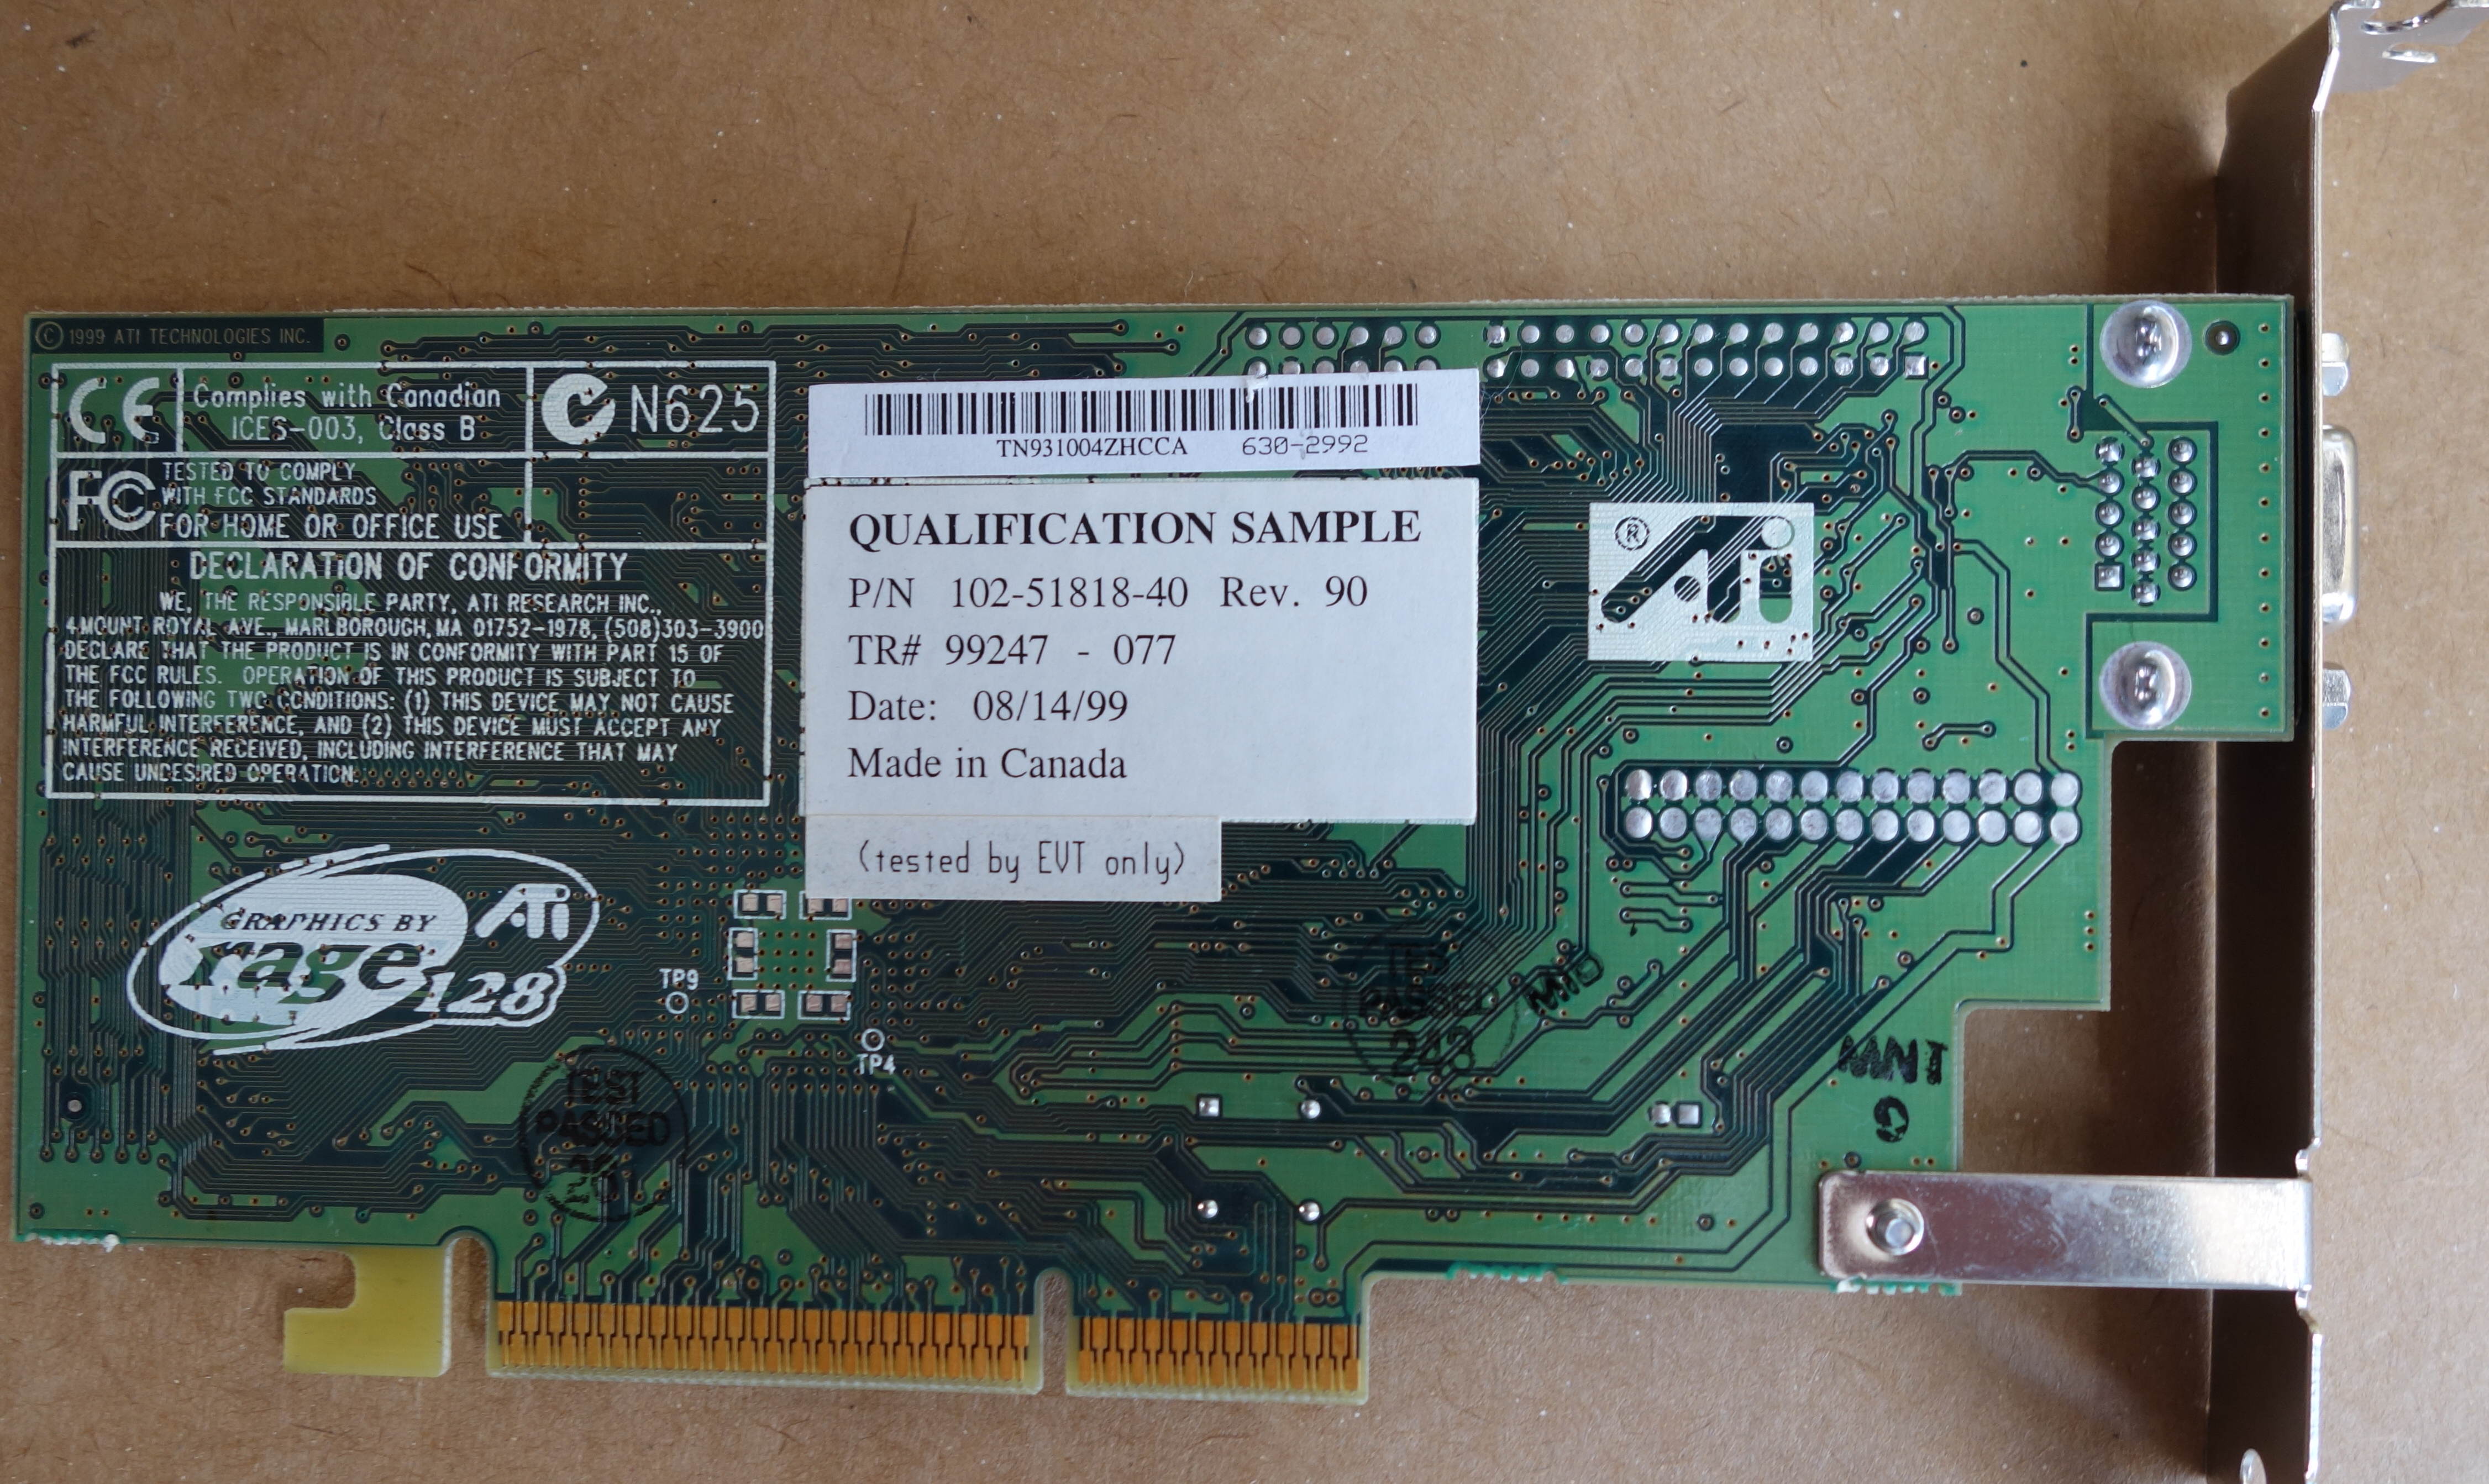 © 1999 ATI TECHNOLOGIES INC.
CE
Complies with Canadian
ICES-003, Class B
N625
FCC
TESTED TO COMPLY
WITH FCC STANDARDS
FOR HOME OR OFFICE USE
DECLARATION OF CONFORMITY
WE, THE RESPONSIBLE PARTY, ATI RESEARCH INC.,
4 MOUNT ROYAL AVE., MARLBOROUGH, MA 01752-1978, (508)303-3900
DECLARE THAT THE PRODUCT IS IN CONFORMITY WITH PART 15 OF
THE FCC RULES. OPERATION OF THIS PRODUCT IS SUBJECT TO
THE FOLLOWING TWO CONDITIONS: (1) THIS DEVICE MAY NOT CAUSE
HARMFUL INTERFERENCE, AND (2) THIS DEVICE MUST ACCEPT ANY
INTERFERENCE RECEIVED, INCLUDING INTERFERENCE THAT MAY
CAUSE UNDESIRED OPERATION.
TN931004ZHCCA 630-2992
QUALIFICATION SAMPLE
P/N 102-51818-40 Rev. 90
TR# 99247 - 077
Date: 08/14/99
Made in Canada
(tested by EVT only)
® ATi
GRAPHICS BY
ATi
rage 128
TP9
TP4
TEST
PASSED
201
TES
PASSED
243
MNT